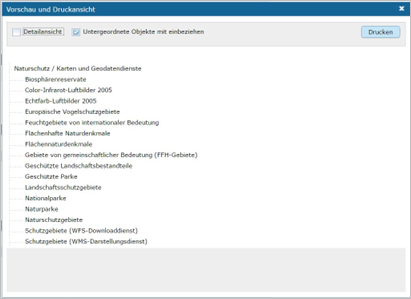 Vorschau und Druckansicht
Detailansicht
Untergeordnete Objekte mit einbeziehen
Drucken
Naturschutz / Karten und Geodatendienste
Biosphärenreservate
Color-Infrarot-Luftbilder 2005
Echtfarb-Luftbilder 2005
Europäische Vogelschutzgebiete
Feuchtgebiete von internationaler Bedeutung
Flächenhafte Naturdenkmale
Flächennaturdenkmale
Gebiete von gemeinschaftlicher Bedeutung (FFH-Gebiete)
Geschützte Landschaftsbestandteile
Geschützte Parke
Landschaftsschutzgebiete
Nationalparke
Naturparke
Naturschutzgebiete
Schutzgebiete (WFS-Downloaddienst)
Schutzgebiete (WMS-Darstellungsdienst)